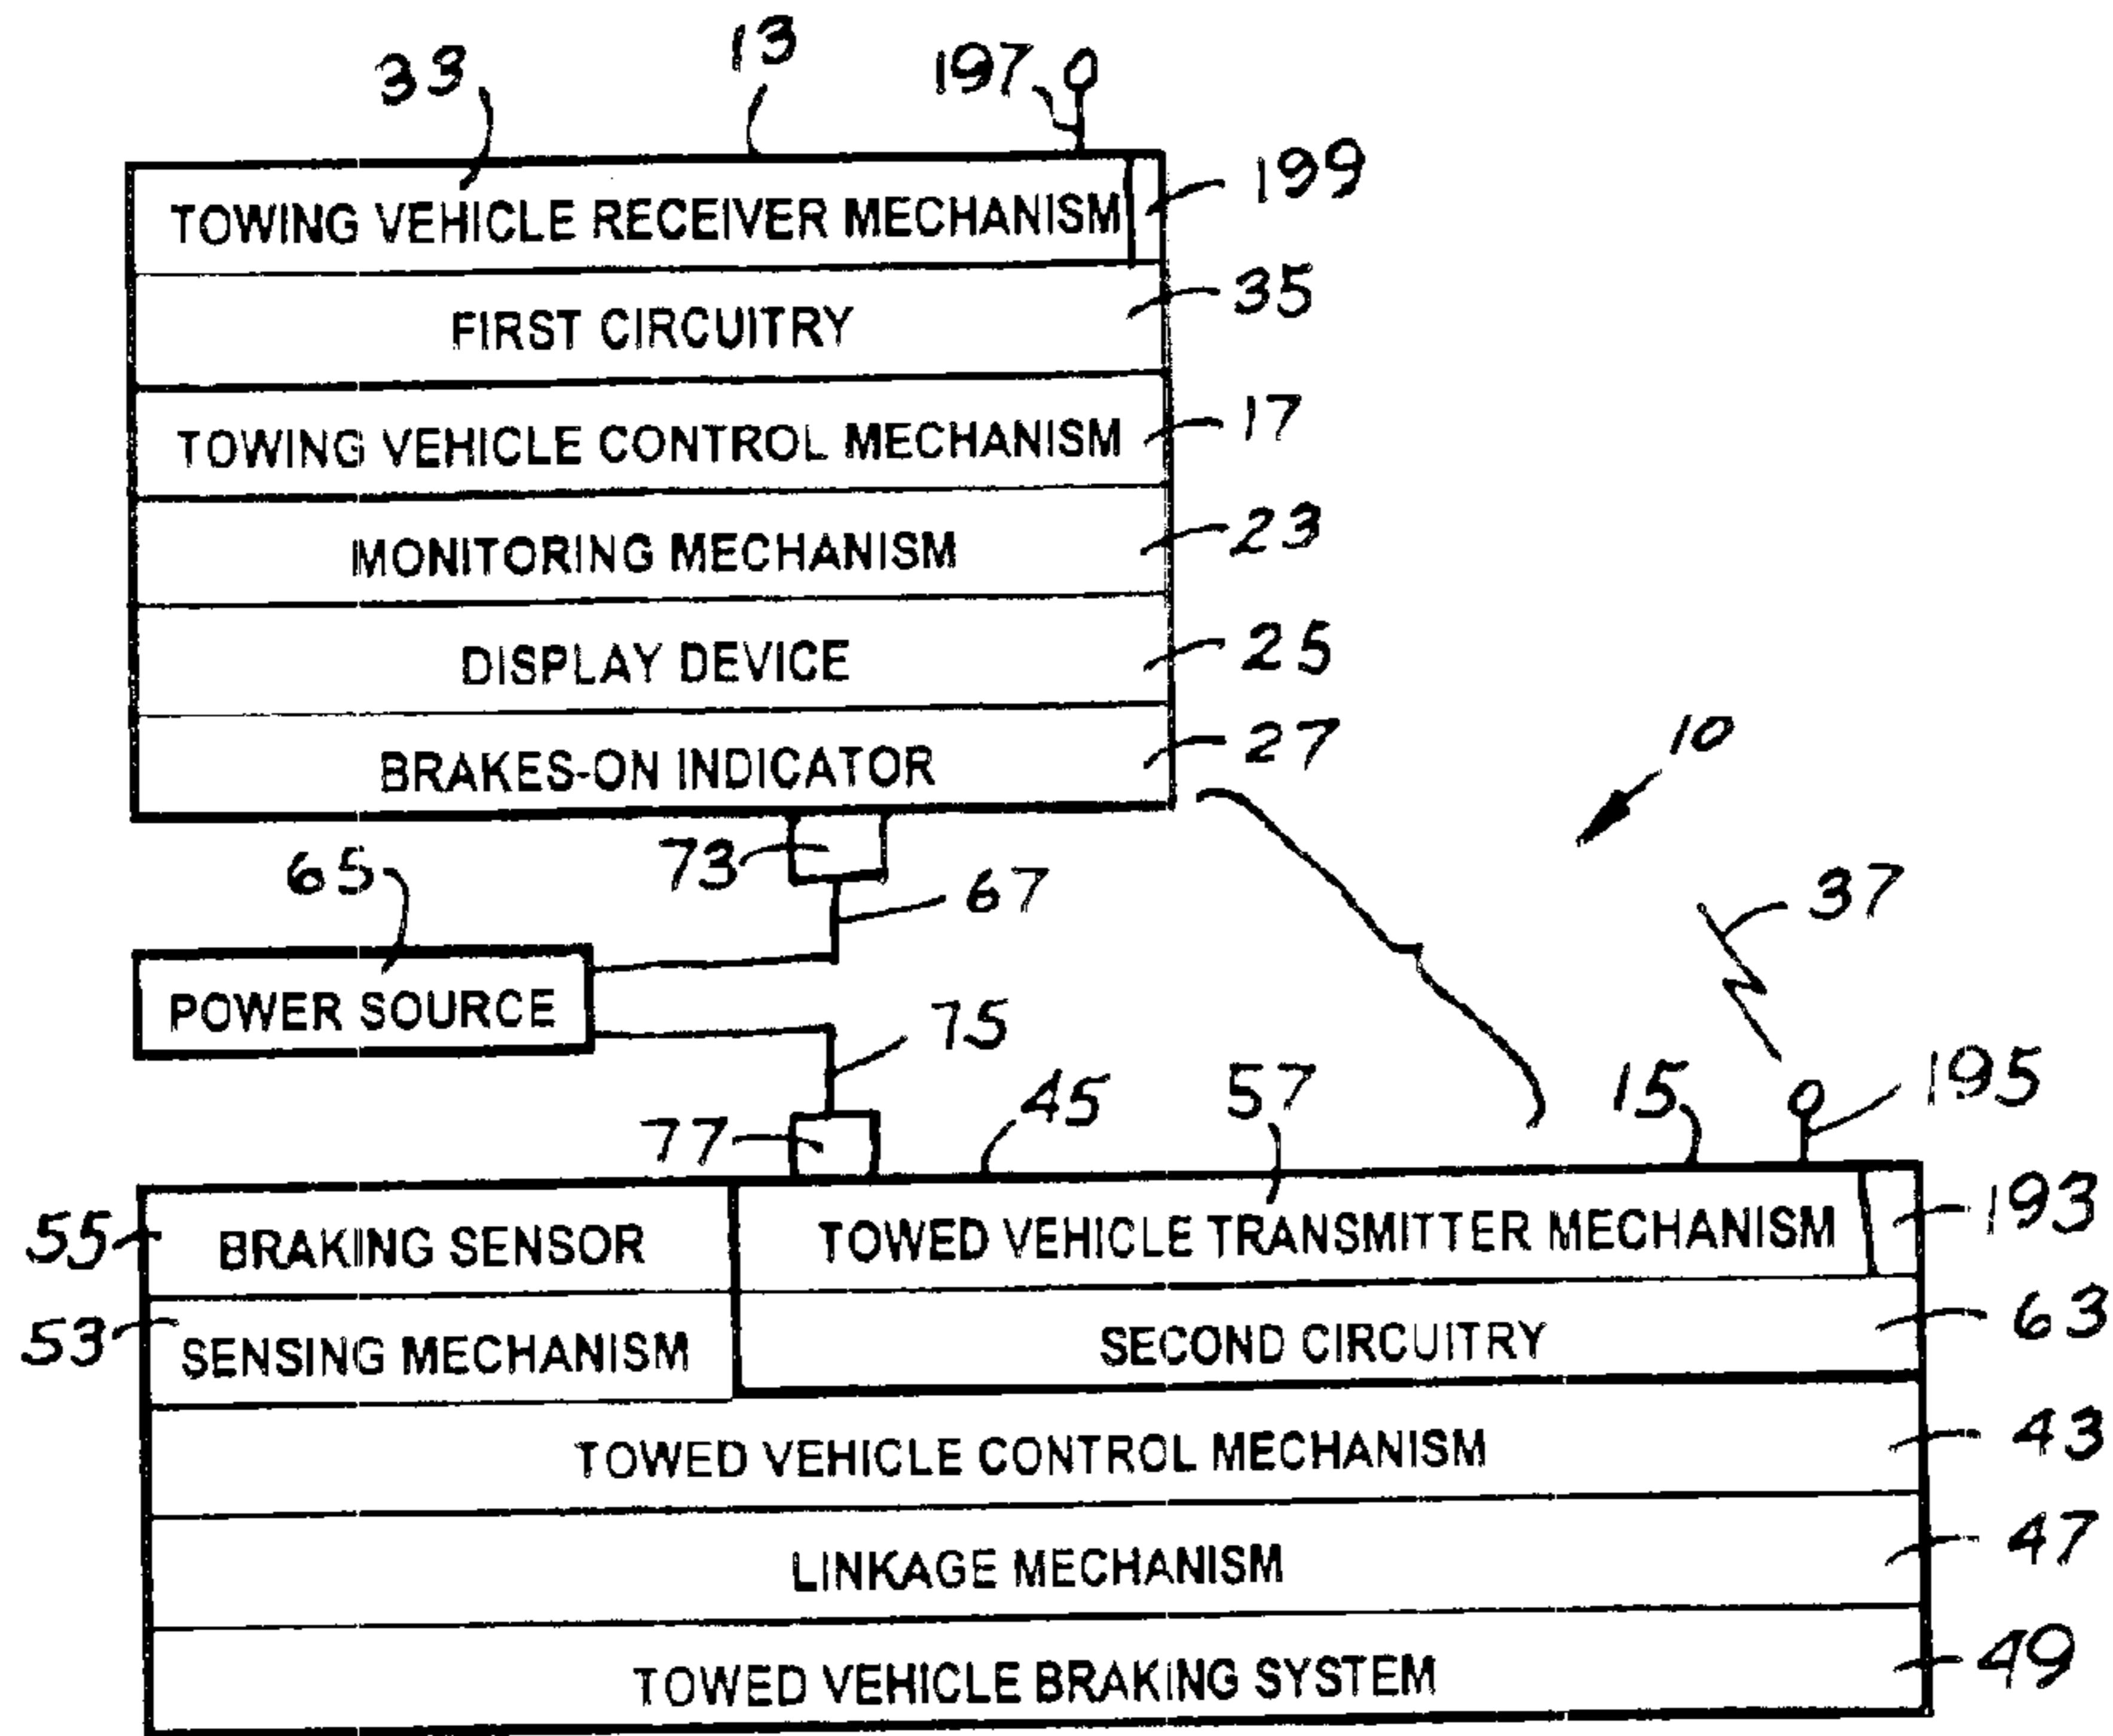 33 13 197
TOWING VEHICLE RECEIVER MECHANISM 199
FIRST CIRCUITRY 35
TOWING VEHICLE CONTROL MECHANISM 17
MONITORING MECHANISM 23
DISPLAY DEVICE 25
BRAKES-ON INDICATOR 27
10
73
65 67 37
POWER SOURCE
75
77 45 57 15 195
55 BRAKING SENSOR TOWED VEHICLE TRANSMITTER MECHANISM 193
53 SENSING MECHANISM SECOND CIRCUITRY 63
TOWED VEHICLE CONTROL MECHANISM 43
LINKAGE MECHANISM 47
TOWED VEHICLE BRAKING SYSTEM 49